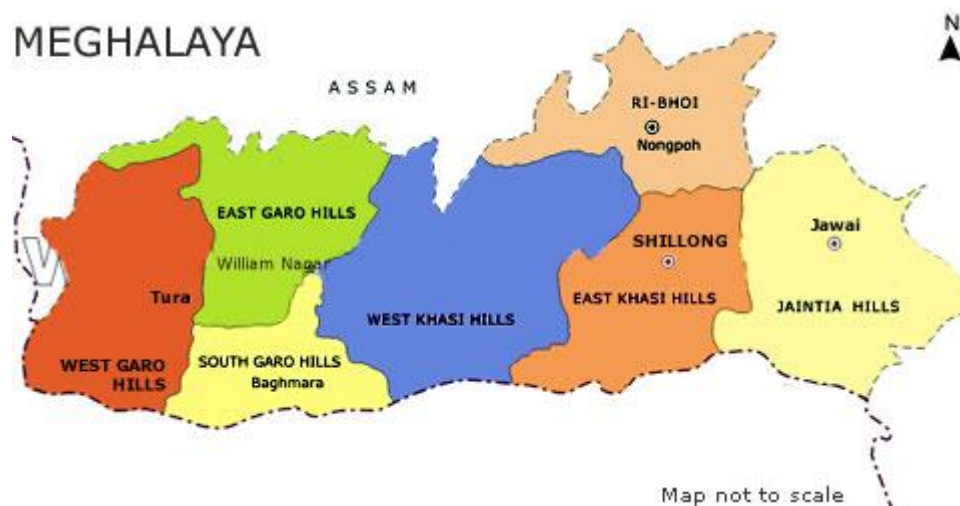 MEGHALAYA
N
ASSAM
RI-BHOI
Nongpoh
EAST GARO HILLS
Jawai
SHILLONG
William Nagar
Tura
EAST KHASI HILLS
JAINTIA HILLS
WEST KHASI HILLS
WEST GARO
HILLS
SOUTH GARO HILLS
Baghmara
Map not to scale